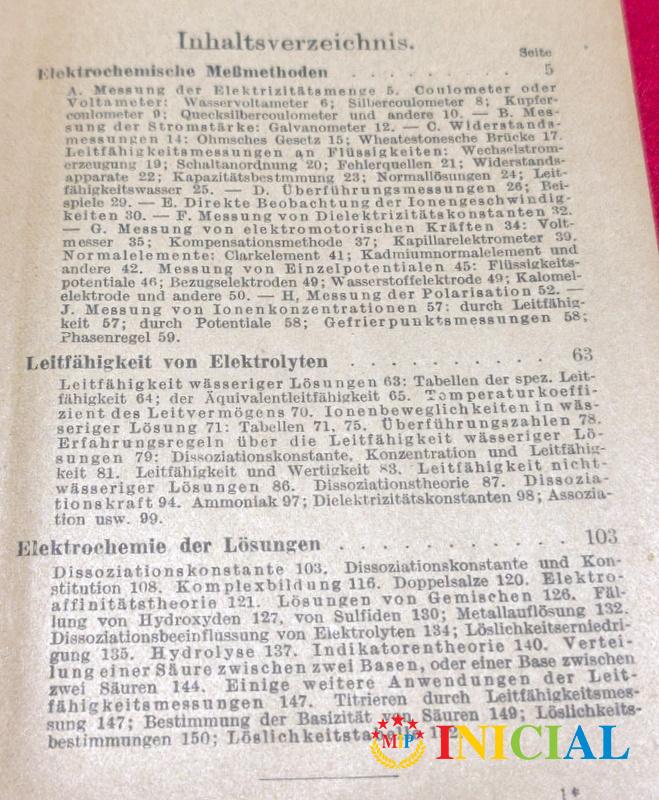 Inhaltsverzeichnis.
Seite
Elektrochemische Meßmethoden . . . . . . . . . . 5
A. Messung der Elektrizitätsmenge 5. Coulometer oder
Voltameter: Wasservoltameter 6; Silbercoulometer 8; Kupfer-
coulometer 9; Quecksilbercoulometer und andere 10. — B. Mes-
sung der Stromstärke: Galvanometer 12. — C. Widerstands-
messungen 14: Ohmsches Gesetz 15; Wheatestonesche Brücke 17.
Leitfähigkeitsmessungen an Flüssigkeiten: Wechselstrom-
erzeugung 19; Schaltanordnung 20; Fehlerquellen 21; Widerstands-
apparate 22; Kapazitätsbestmmung 23; Normallösungen 24; Leit-
fähigkeitswasser 25. — D. Überführungsmessungen 26; Bei-
spiele 29. — E. Direkte Beobachtung der Ionengeschwindig-
keiten 30. — F. Messung von Dielektrizitätskonstanten 32.
— G. Messung von elektromotorischen Kräften 34: Volt-
messer 35; Kompensationsmethode 37; Kapillarelektrometer 39.
Normalelemente: Clarkelement 41; Kadmiumnormalelement und
andere 42. Messung von Einzelpotentialen 45: Flüssigkeits-
potentiale 46; Bezugselektroden 49; Wasserstoffelektrode 49; Kalomel-
elektrode und andere 50. — H, Messung der Polarisation 52. —
J. Messung von Ionenkonzentrationen 57: durch Leitfähig-
keit 57; durch Potentiale 58; Gefrierpunktsmessungen 58;
Phasenregel 59.
Leitfähigkeit von Elektrolyten . . . . . . . . . . 63
Leitfähigkeit wässeriger Lösungen 63: Tabellen der spez. Leit-
fähigkeit 64; der Äquivalentleitfähigkeit 65. Temperaturkoeffi-
zient des Leitvermögens 70. Ionenbeweglichkeiten in wäs-
seriger Lösung 71: Tabellen 71, 75. Überführungszahlen 78.
Erfahrungsregeln über die Leitfähigkeit wässeriger Lö-
sungen 79: Dissoziationskonstante, Konzentration und Leitfähig-
keit 81. Leitfähigkeit und Wertigkeit 83. Leitfähigkeit nicht-
wässeriger Lösungen 86. Dissoziationstheorie 87. Dissozia-
tionskraft 94. Ammoniak 97; Dielektrizitätskonstanten 98; Assozia-
tion usw. 99.
Elektrochemie der Lösungen . . . . . . . . . . . 103
Dissoziationskonstante 103. Dissoziationskonstante und Kon-
stitution 108. Komplexbildung 116. Doppelsalze 120. Elektro-
affinitätstheorie 121. Lösungen von Gemischen 126. Fäl-
lung von Hydroxyden 127, von Sulfiden 130; Metallauflösung 132.
Dissoziationsbeeinflussung von Elektrolyten 134; Löslichkeitserniedri-
gung 135. Hydrolyse 137. Indikatorentheorie 140. Vertei-
lung einer Säure zwischen zwei Basen, oder einer Base zwischen
zwei Säuren 144. Einige weitere Anwendungen der Leit-
fähigkeitsmessungen 147. Titrieren durch Leitfähigkeitsmes-
sung 147; Bestimmung der Basizität von Säuren 149; Löslichkeits-
bestimmungen 150; Löslichkeitstabelle
MTP INICIAL
1*